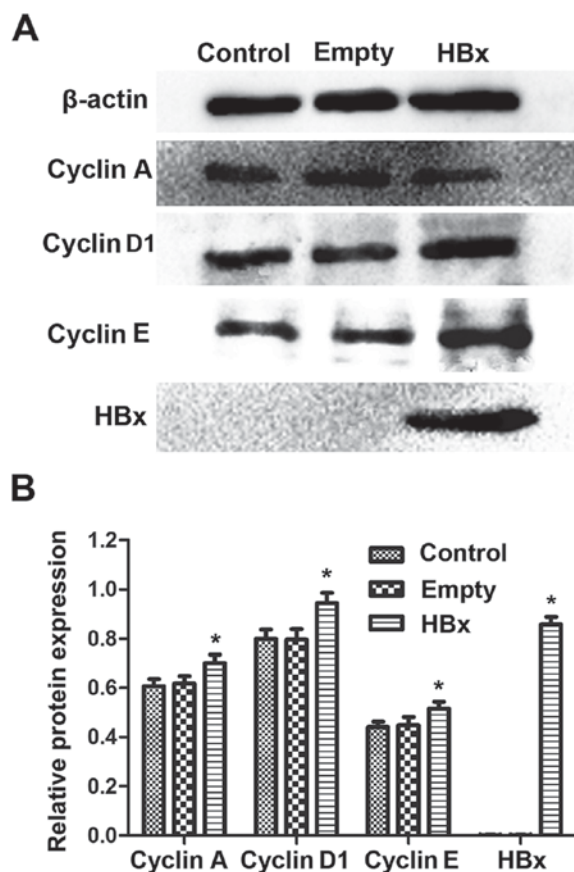 A
Control Empty HBx
β-actin
Cyclin A
Cyclin D1
Cyclin E
HBx
B
Relative protein expression
1.2
1.0
0.8
0.6
0.4
0.2
0.0
Control
Empty
HBx
* * * *
Cyclin A Cyclin D1 Cyclin E HBx